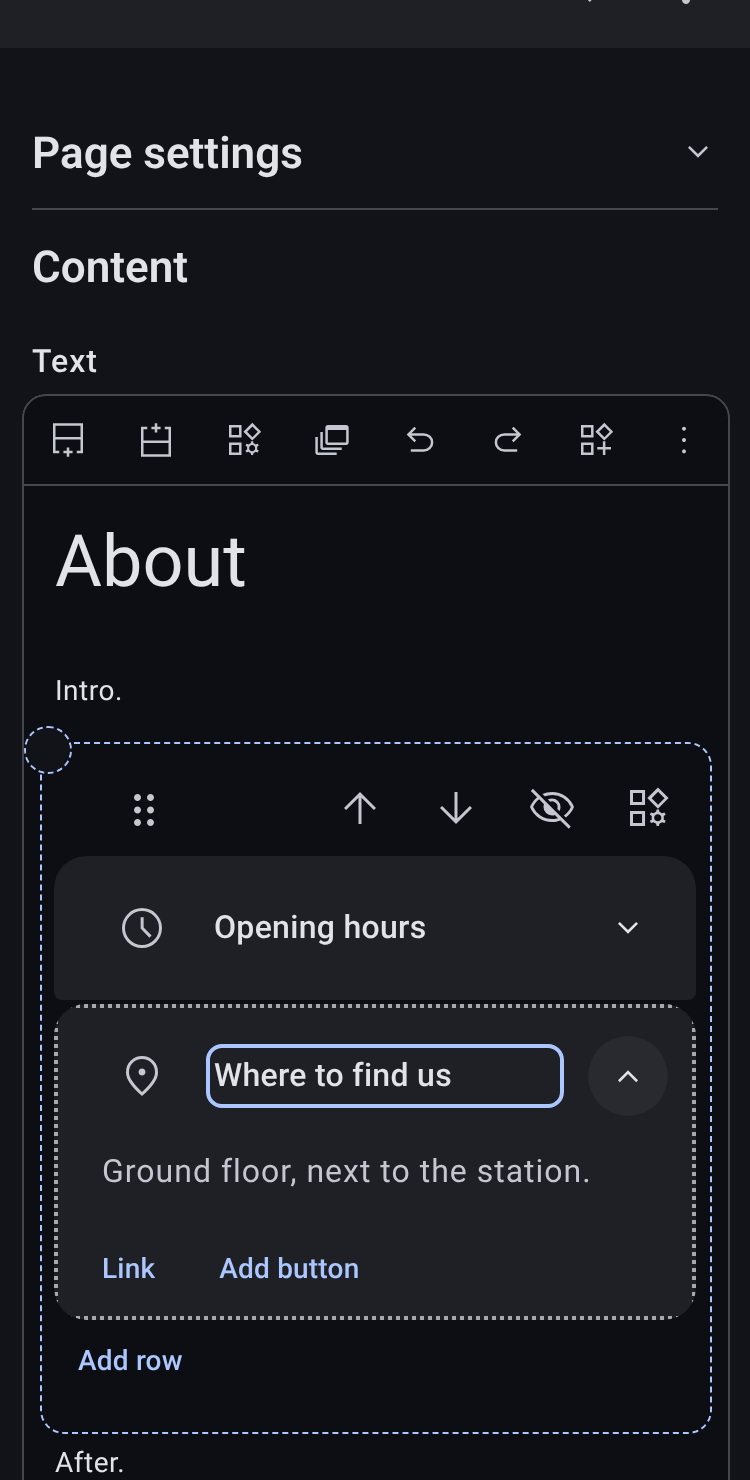 Page settings
Content
Text
About
Intro.
Opening hours
Where to find us
Ground floor, next to the station.
Link Add button
Add row
After.